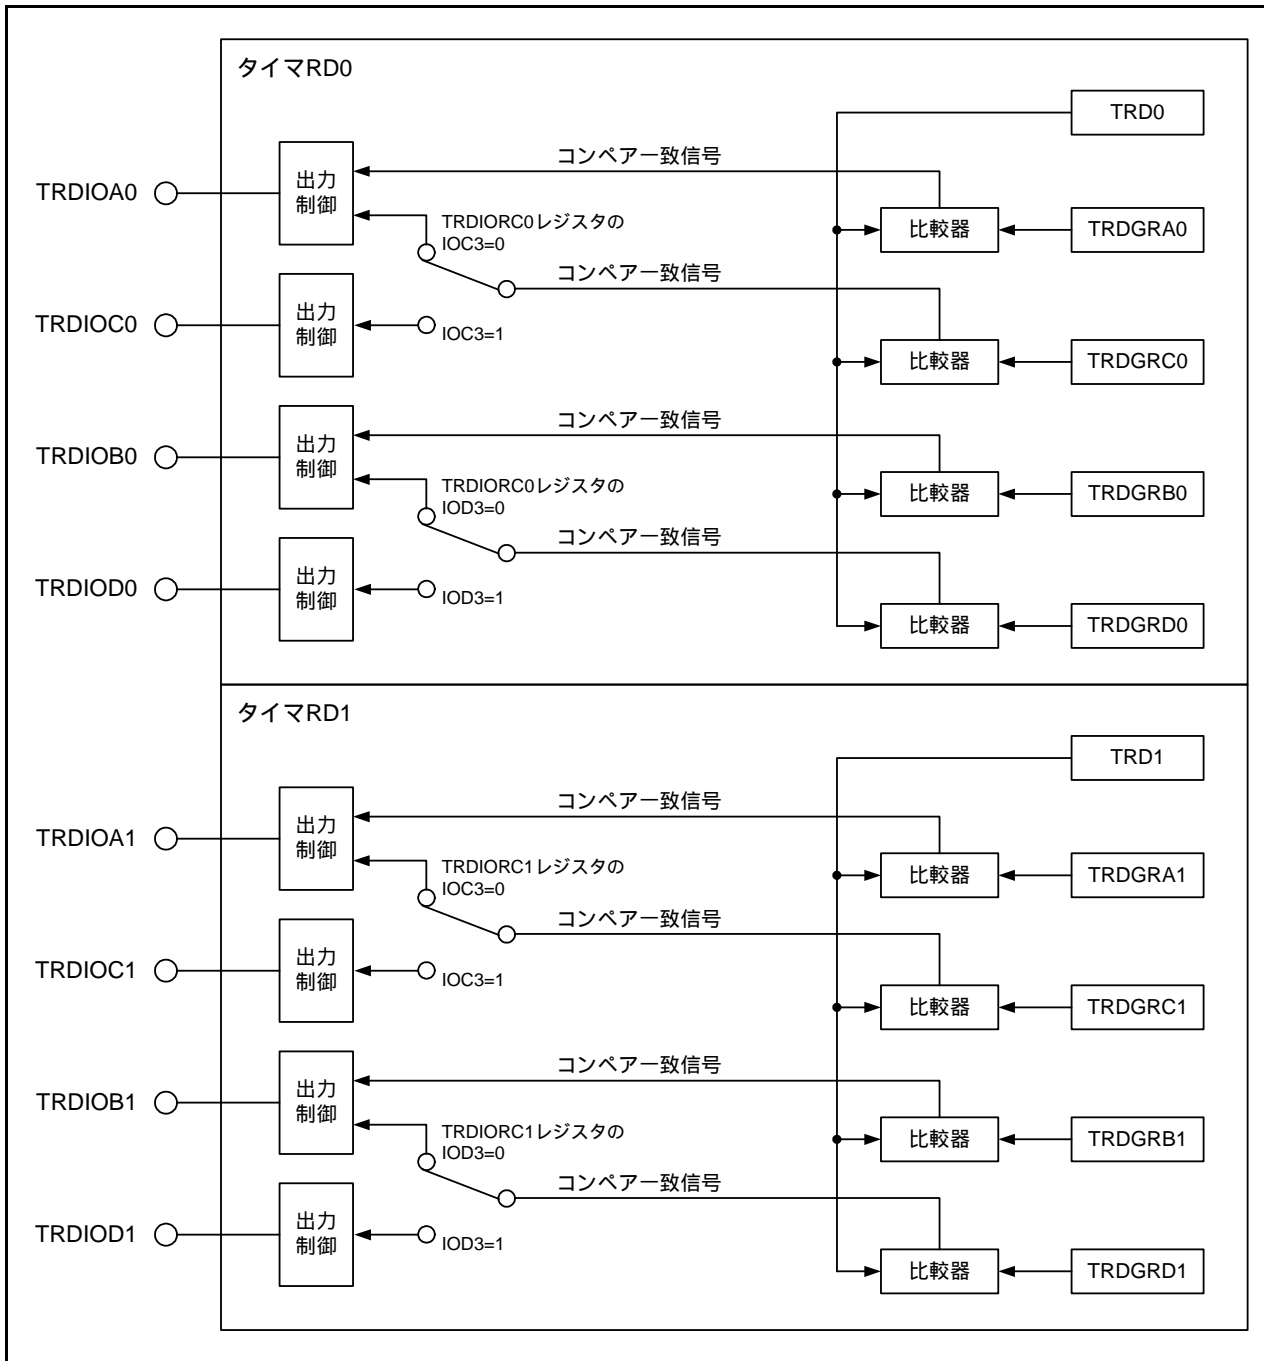 タイマRD0
TRD0
コンペア一致信号
出力
制御
TRDIOA0
TRDIORC0レジスタの
IOC3=0
比較器
TRDGRA0
コンペア一致信号
出力
制御
TRDIOC0
IOC3=1
比較器
TRDGRC0
コンペア一致信号
出力
制御
TRDIOB0
TRDIORC0レジスタの
IOD3=0
比較器
TRDGRB0
コンペア一致信号
出力
制御
TRDIOD0
IOD3=1
比較器
TRDGRD0
タイマRD1
TRD1
コンペア一致信号
出力
制御
TRDIOA1
TRDIORC1レジスタの
IOC3=0
比較器
TRDGRA1
コンペア一致信号
出力
制御
TRDIOC1
IOC3=1
比較器
TRDGRC1
コンペア一致信号
出力
制御
TRDIOB1
TRDIORC1レジスタの
IOD3=0
比較器
TRDGRB1
コンペア一致信号
出力
制御
TRDIOD1
IOD3=1
比較器
TRDGRD1